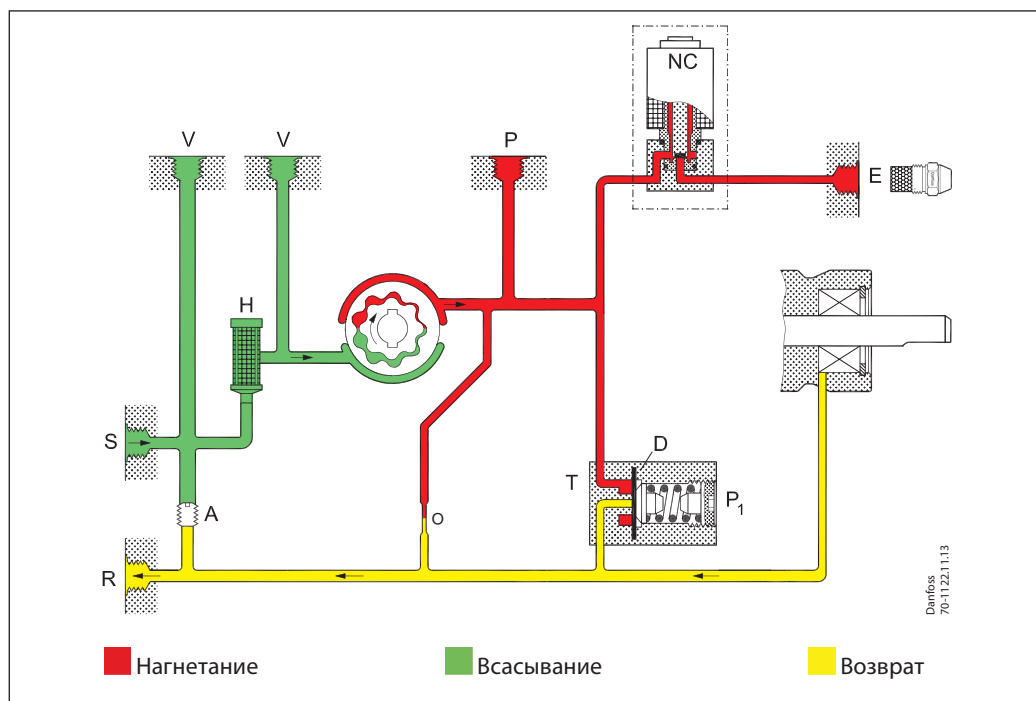 NC
V V P
E
H
S
D
T
P1
A
O
R
Danfoss
70-1122.11.13
Нагнетание Всасывание Возврат